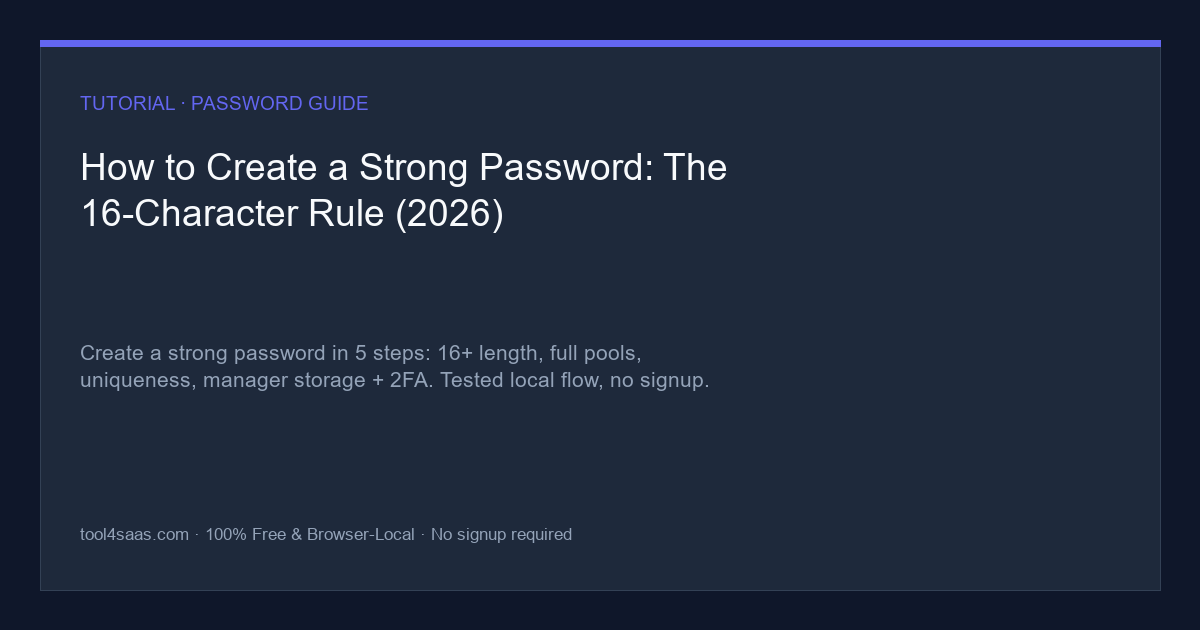 TUTORIAL · PASSWORD GUIDE
How to Create a Strong Password: The
16-Character Rule (2026)
Create a strong password in 5 steps: 16+ length, full pools,
uniqueness, manager storage + 2FA. Tested local flow, no signup.
tool4saas.com · 100% Free & Browser-Local · No signup required